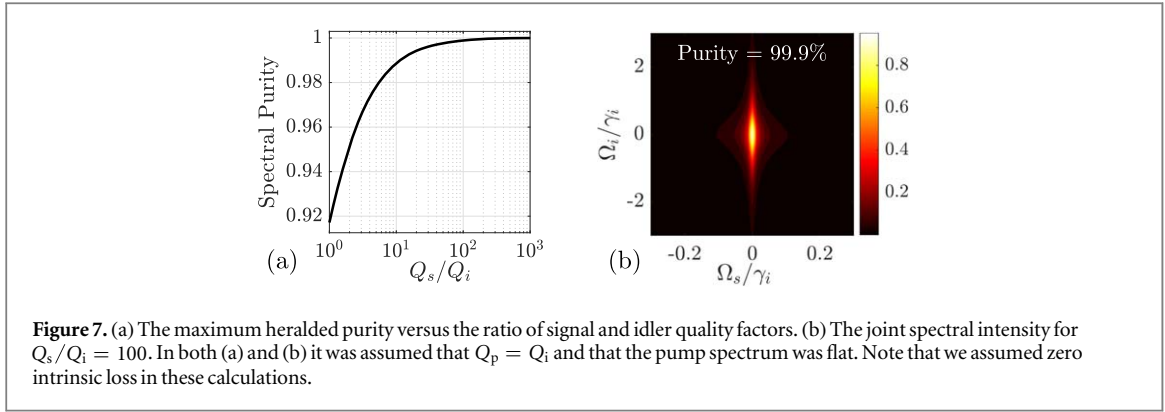 1
0.98
0.96
0.94
0.92
Spectral Purity
10^0 10^1 10^2 10^3
Q_s/Q_i
(a)
Purity = 99.9%
2
0
-2
Ω_i/γ_i
-0.2 0 0.2
Ω_s/γ_i
(b)
0.8
0.6
0.4
0.2
Figure 7. (a) The maximum heralded purity versus the ratio of signal and idler quality factors. (b) The joint spectral intensity for
Q_s/Q_i = 100. In both (a) and (b) it was assumed that Q_p = Q_i and that the pump spectrum was flat. Note that we assumed zero
intrinsic loss in these calculations.